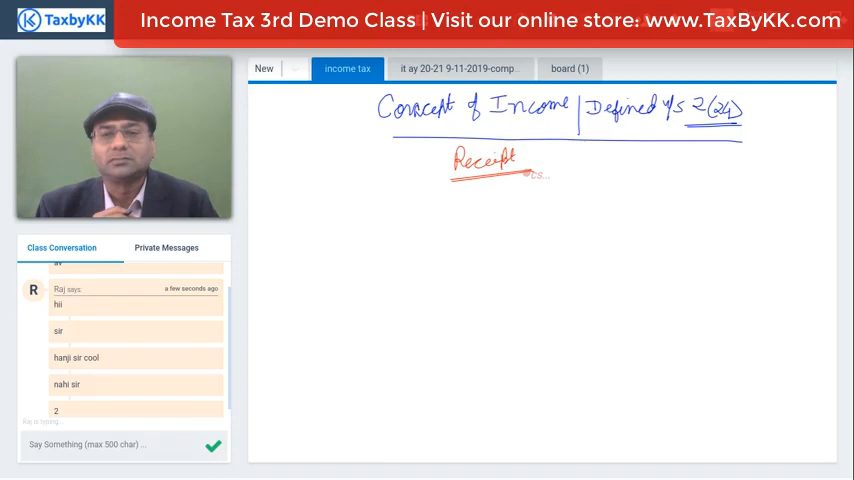 Income Tax 3rd Demo Class | Visit our online store: www.TaxByKK.com
TaxbyKK
New
income tax
it ay 20-21 9-11-2019-comp...
board (1)
Concept of Income | Defined u/s 2(24)
Receipt
cs...
Class Conversation
Private Messages
R
Raj says
a few seconds ago
hii
sir
hanji sir cool
nahi sir
2
Raj is typing...
Say Something (max 500 char) ...